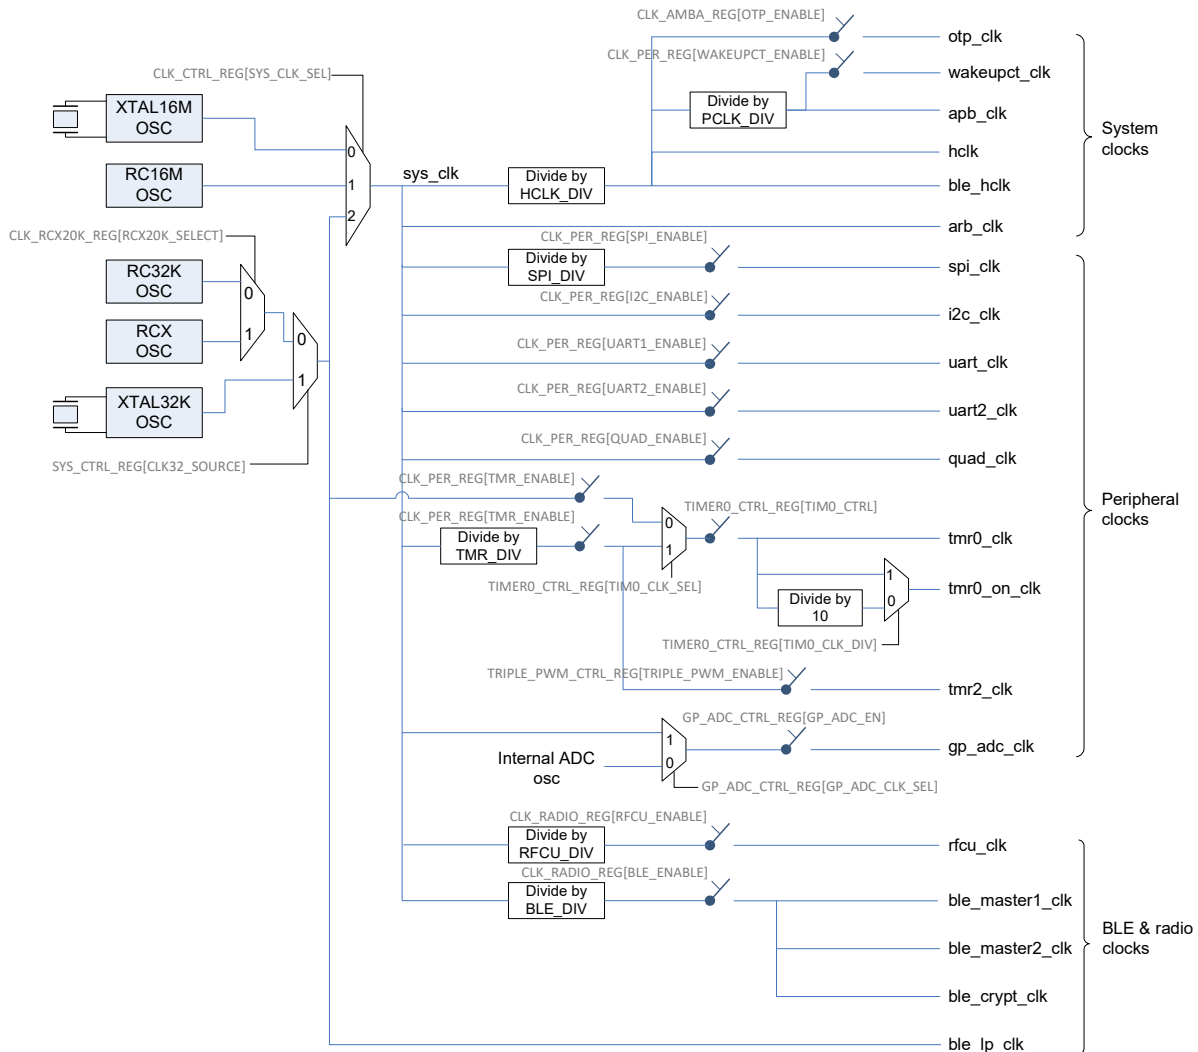 CLK_AMBA_REG[OTP_ENABLE]
otp_clk
CLK_PER_REG[WAKEUPCT_ENABLE]
wakeupct_clk
CLK_CTRL_REG[SYS_CLK_SEL]
XTAL16M
OSC
Divide by
PCLK_DIV
apb_clk
System
clocks
0
hclk
RC16M
OSC
1
sys_clk
Divide by
HCLK_DIV
ble_hclk
2
arb_clk
CLK_RCX20K_REG[RCX20K_SELECT]
CLK_PER_REG[SPI_ENABLE]
RC32K
OSC
Divide by
SPI_DIV
spi_clk
0
CLK_PER_REG[I2C_ENABLE]
i2c_clk
RCX
OSC
1
0
CLK_PER_REG[UART1_ENABLE]
uart_clk
1
XTAL32K
OSC
CLK_PER_REG[UART2_ENABLE]
uart2_clk
CLK_PER_REG[QUAD_ENABLE]
quad_clk
SYS_CTRL_REG[CLK32_SOURCE]
CLK_PER_REG[TMR_ENABLE]
Peripheral
clocks
TIMER0_CTRL_REG[TIM0_CTRL]
CLK_PER_REG[TMR_ENABLE]
0
Divide by
TMR_DIV
1
tmr0_clk
TIMER0_CTRL_REG[TIM0_CLK_SEL]
1
tmr0_on_clk
Divide by
10
0
TIMER0_CTRL_REG[TIM0_CLK_DIV]
TRIPLE_PWM_CTRL_REG[TRIPLE_PWM_ENABLE]
tmr2_clk
GP_ADC_CTRL_REG[GP_ADC_EN]
1
gp_adc_clk
Internal ADC
osc
0
GP_ADC_CTRL_REG[GP_ADC_CLK_SEL]
CLK_RADIO_REG[RFCU_ENABLE]
Divide by
RFCU_DIV
rfcu_clk
CLK_RADIO_REG[BLE_ENABLE]
Divide by
BLE_DIV
ble_master1_clk
BLE & radio
clocks
ble_master2_clk
ble_crypt_clk
ble_lp_clk